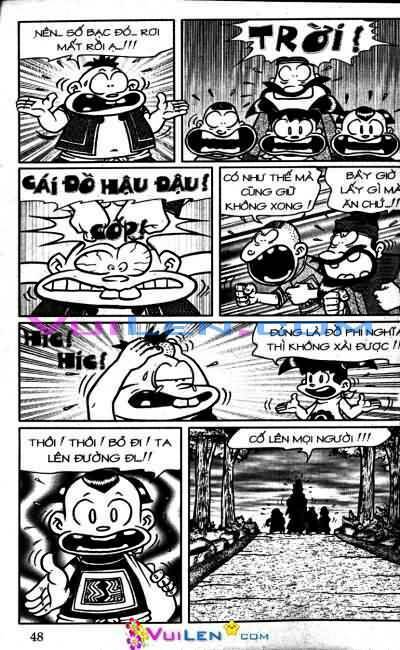 NÊN.. SỐ BẠC ĐÓ.. RƠI
MẤT RỒI Ạ..!!!
TRỜI!
CÁI ĐỒ HẬU ĐẬU!
CỐP!
CÓ NHƯ THẾ MÀ
CŨNG GIỮ
KHÔNG XONG!
BÂY GIỜ
LẤY GÌ MÀ
ĂN CHỨ..!!
HIC!
HIC!
ĐÚNG LÀ ĐỒ PHI NGHĨA
THÌ KHÔNG XÀI ĐƯỢC!
THÔI! THÔI! BỎ ĐI! TA
LÊN ĐƯỜNG ĐI..!!
CỐ LÊN MỌI NGƯỜI!!!
VUILEN.COM
48
VUILEN.COM